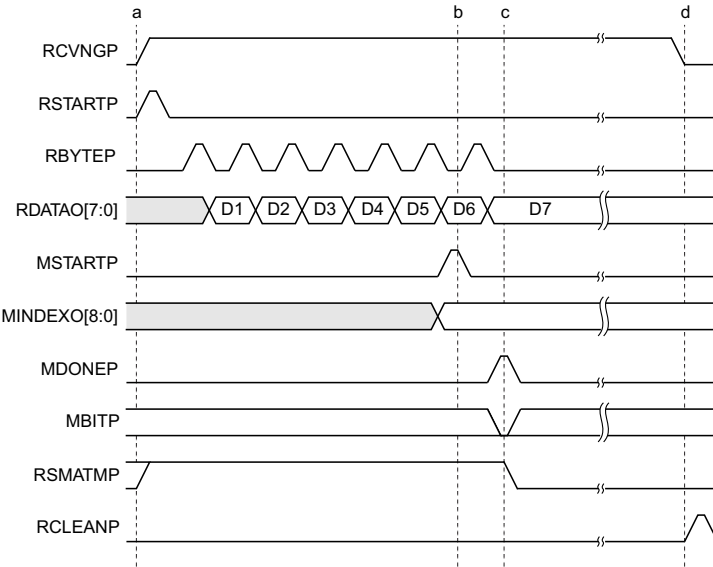 a b c d
RCVNGP
RSTARTP
RBYTEP
RDATAO[7:0] D1 D2 D3 D4 D5 D6 D7
MSTARTP
MINDEXO[8:0]
MDONEP
MBITP
RSMATMP
RCLEANP